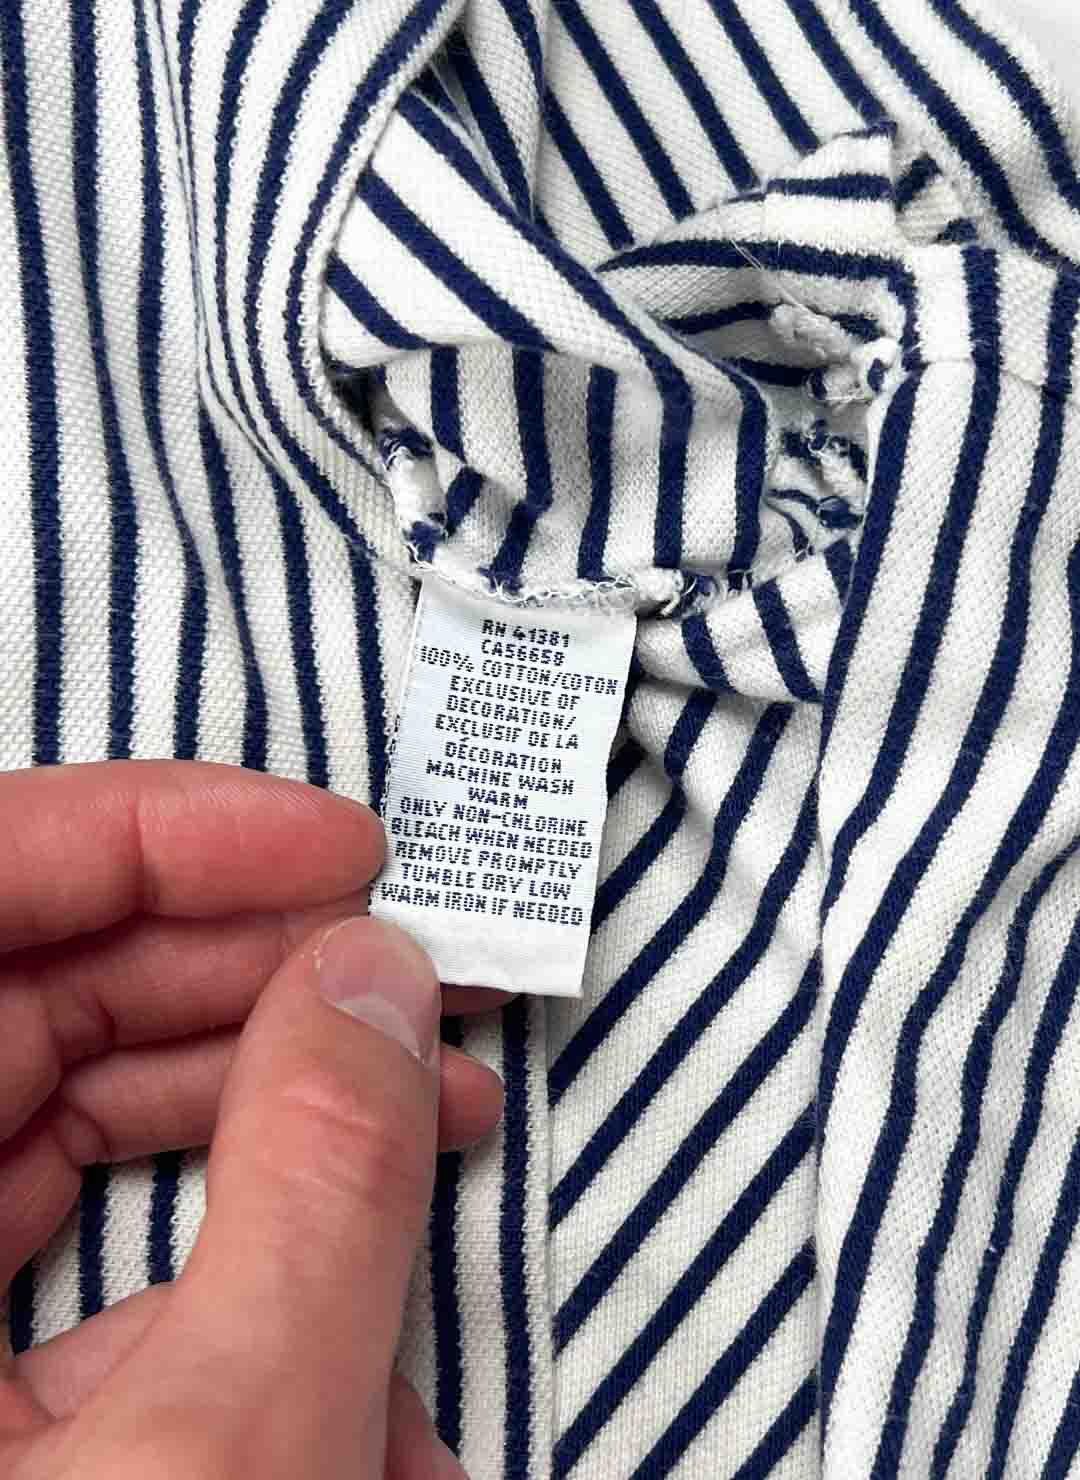 RN 41381
CA56658
100% COTTON/COTON
EXCLUSIVE OF
DECORATION/
EXCLUSIF DE LA
DÉCORATION
MACHINE WASH
WARM
ONLY NON-CHLORINE
BLEACH WHEN NEEDED
REMOVE PROMPTLY
TUMBLE DRY LOW
WARM IRON IF NEEDED